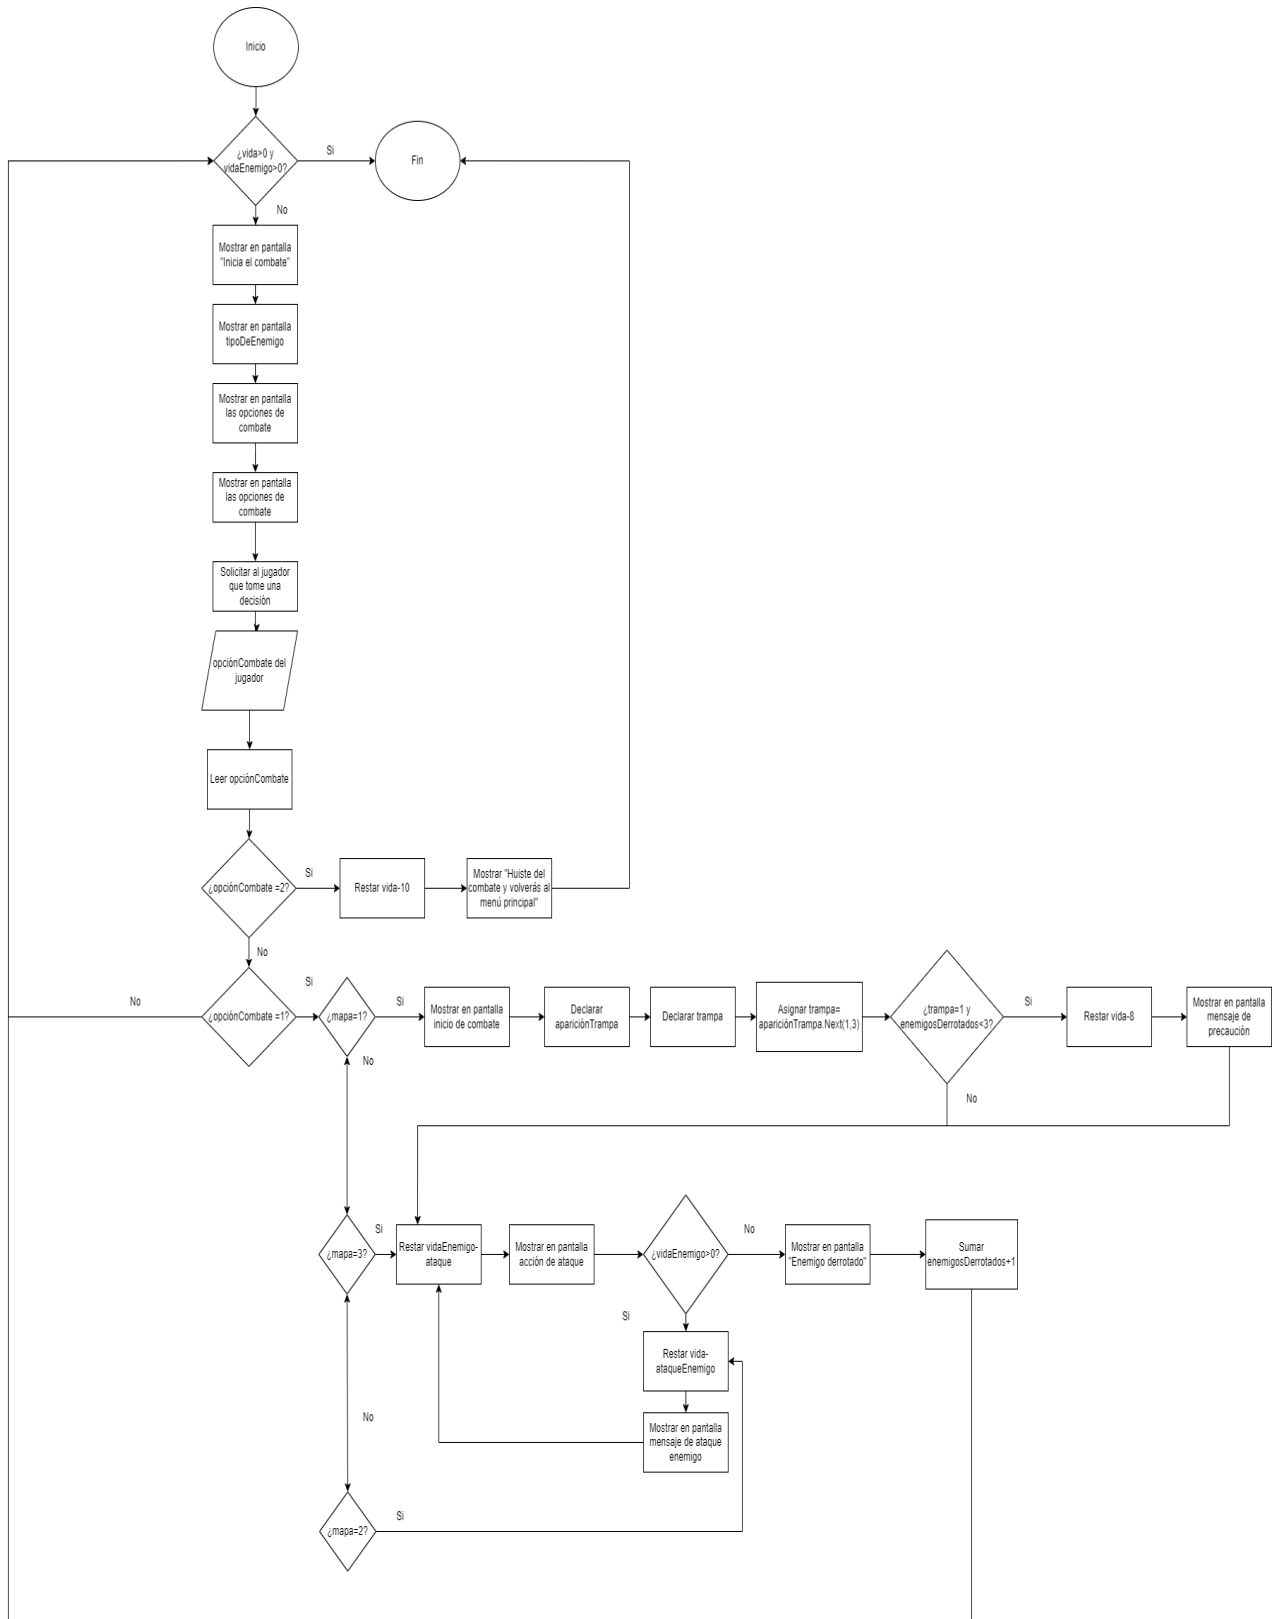 Inicio
¿vida>0 y
vidaEnemigo>0?
Si
Fin
No
Mostrar en pantalla
"Inicia el combate"
Mostrar en pantalla
tipoDeEnemigo
Mostrar en pantalla
las opciones de
combate
Mostrar en pantalla
las opciones de
combate
Solicitar al jugador
que tome una
decisión
opciónCombate del
jugador
Leer opciónCombate
¿opciónCombate =2?
Si
Restar vida-10
Mostrar "Huiste del
combate y volverás al
menú principal"
No
No
¿opciónCombate =1?
Si
¿mapa=1?
Si
Mostrar en pantalla
inicio de combate
Declarar
apariciónTrampa
Declarar trampa
Asignar trampa=
apariciónTrampa.Next(1,3)
¿trampa=1 y
enemigosDerrotados<3?
Si
Restar vida-8
Mostrar en pantalla
mensaje de
precaución
No
No
¿mapa=3?
Si
Restar vidaEnemigo-
ataque
Mostrar en pantalla
acción de ataque
¿vidaEnemigo>0?
No
Mostrar en pantalla
"Enemigo derrotado"
Sumar
enemigosDerrotados+1
Si
Restar vida-
ataqueEnemigo
Mostrar en pantalla
mensaje de ataque
enemigo
No
¿mapa=2?
Si